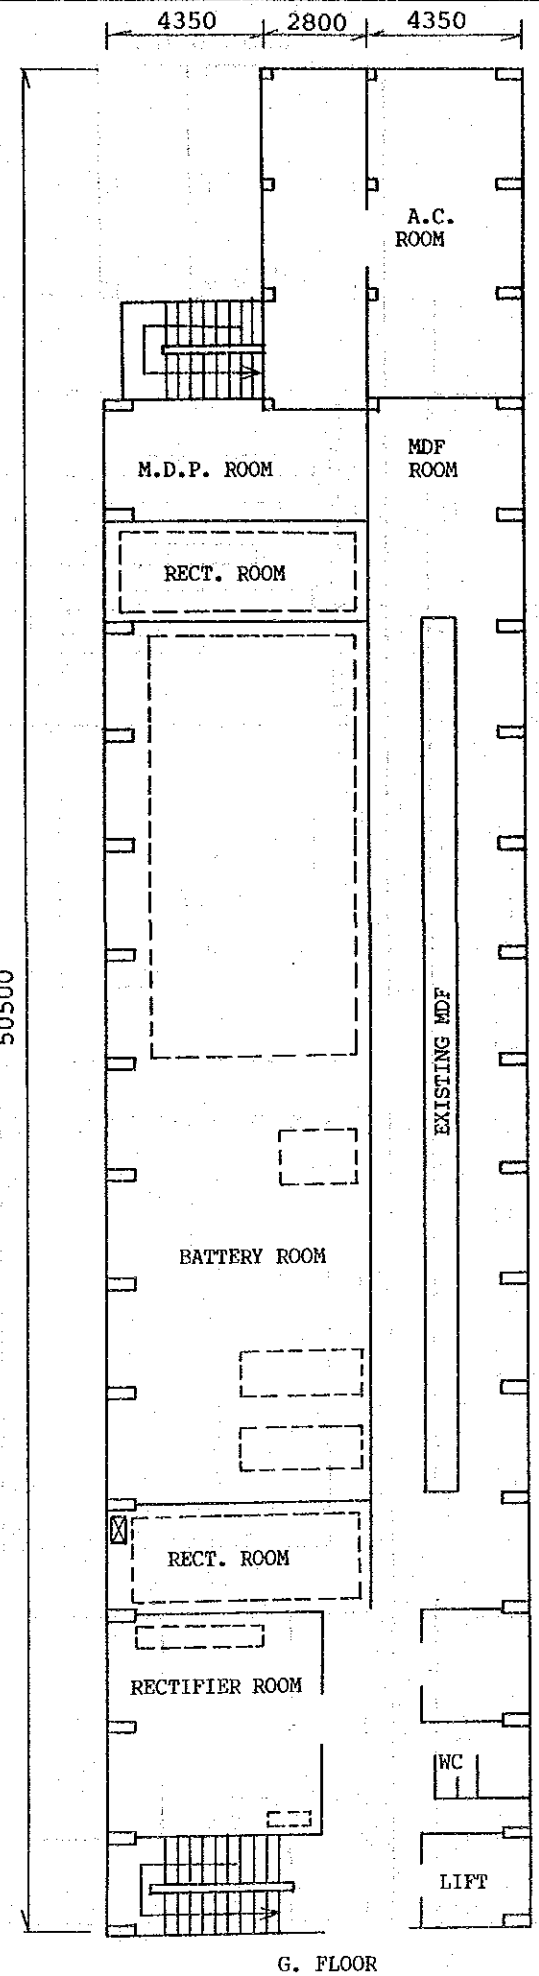 4350 2800 4350
A.C.
ROOM
MDF
ROOM
M.D.P. ROOM
RECT. ROOM
50500
EXISTING MDF
BATTERY ROOM
RECT. ROOM
RECTIFIER ROOM
WC
LIFT
G. FLOOR